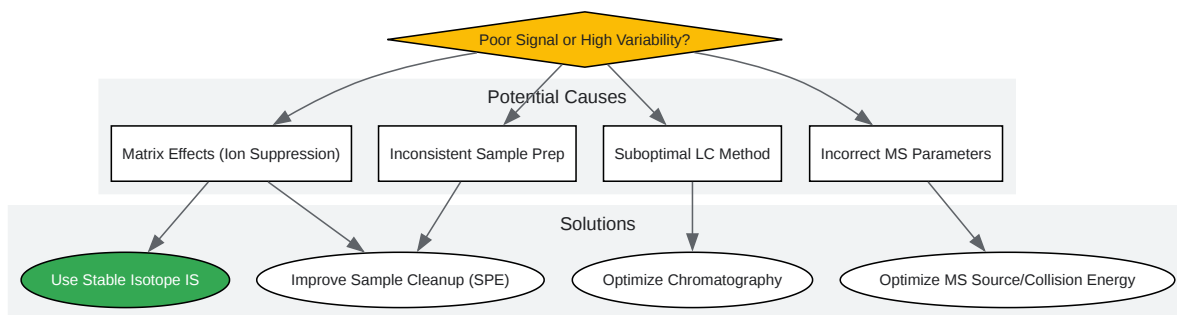 Poor Signal or High Variability?
Potential Causes
Matrix Effects (Ion Suppression)
Inconsistent Sample Prep
Suboptimal LC Method
Incorrect MS Parameters
Solutions
Use Stable Isotope IS
Improve Sample Cleanup (SPE)
Optimize Chromatography
Optimize MS Source/Collision Energy